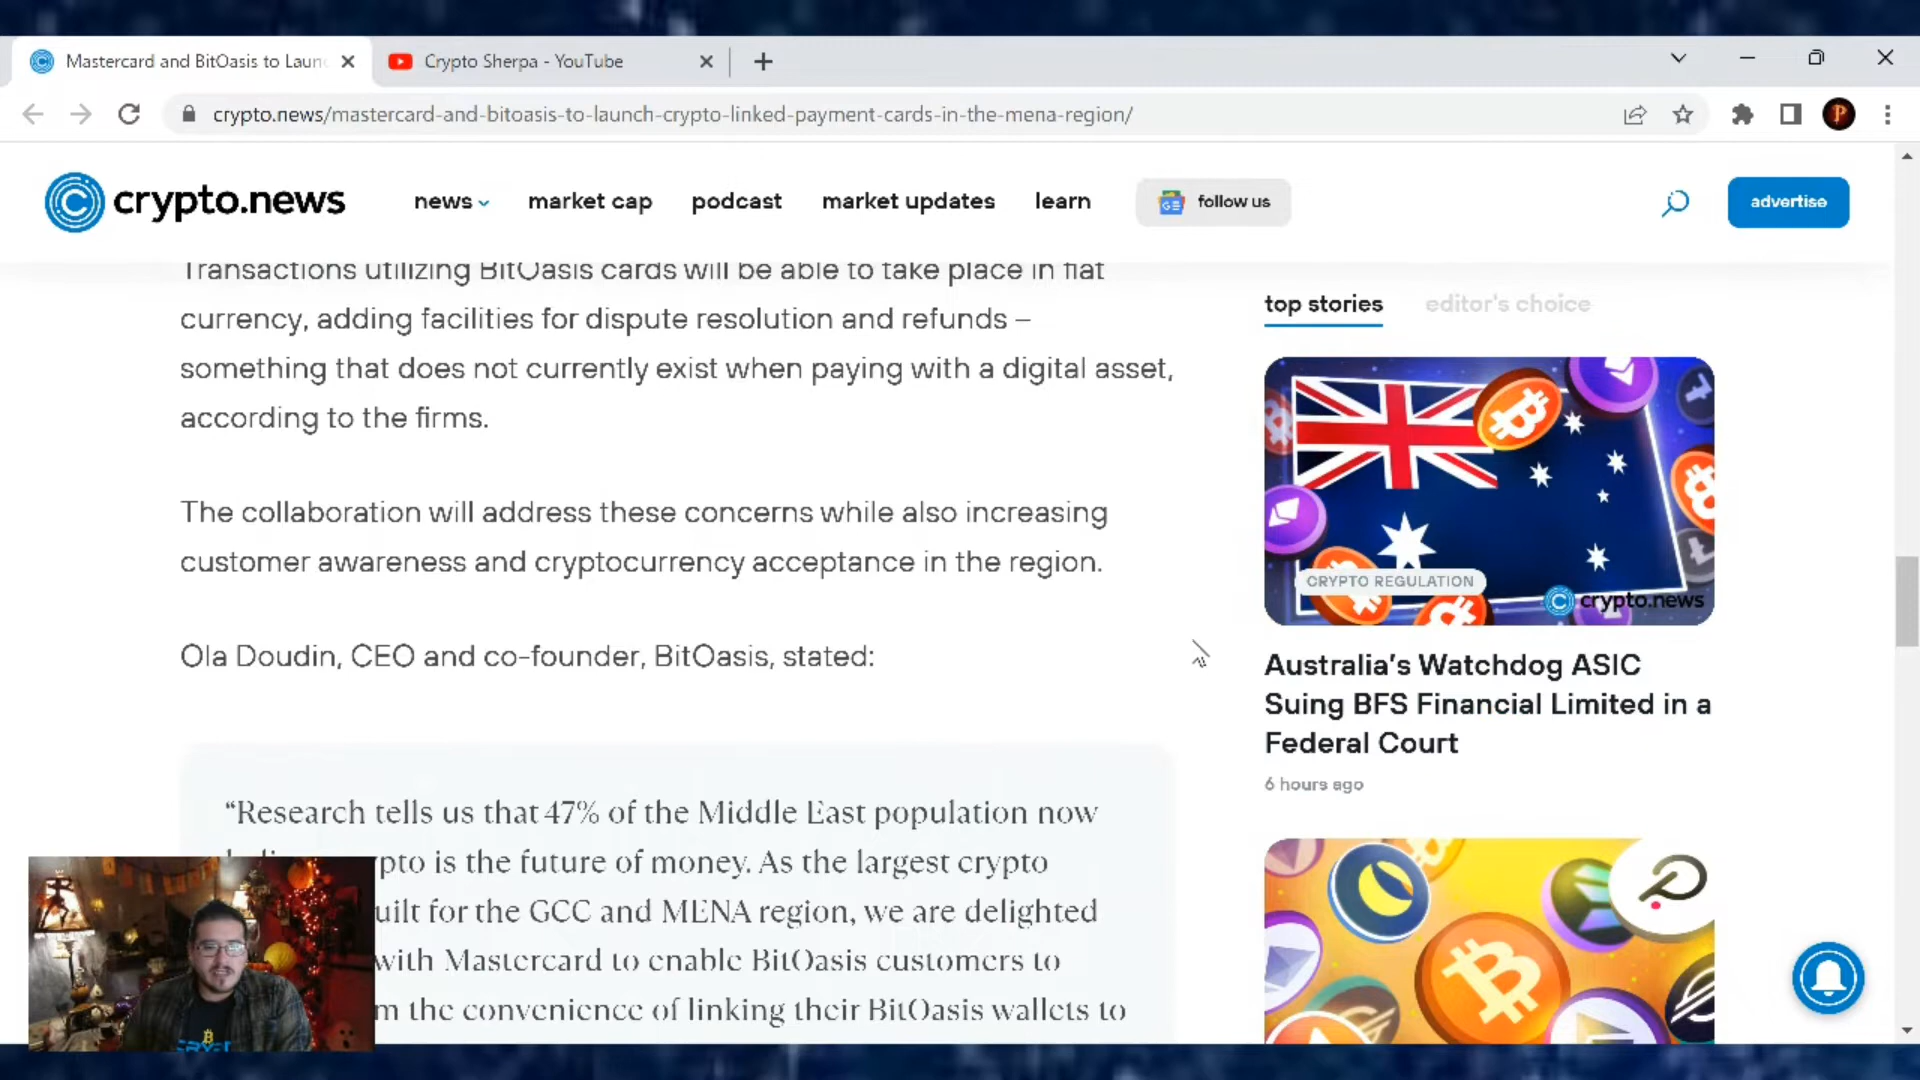 Mastercard and BitOasis to Laun
Crypto Sherpa - YouTube
crypto.news/mastercard-and-bitoasis-to-launch-crypto-linked-payment-cards-in-the-mena-region/
P
crypto.news
news
market cap
podcast
market updates
learn
GE
follow us
advertise
Transactions utilizing BitOasis cards will be able to take place in fiat
currency, adding facilities for dispute resolution and refunds –
something that does not currently exist when paying with a digital asset,
according to the firms.
The collaboration will address these concerns while also increasing
customer awareness and cryptocurrency acceptance in the region.
Ola Doudin, CEO and co-founder, BitOasis, stated:
“Research tells us that 47% of the Middle East population now
pto is the future of money. As the largest crypto
uilt for the GCC and MENA region, we are delighted
with Mastercard to enable BitOasis customers to
m the convenience of linking their BitOasis wallets to
top stories
editor's choice
CRYPTO REGULATION
crypto.news
Australia’s Watchdog ASIC
Suing BFS Financial Limited in a
Federal Court
6 hours ago